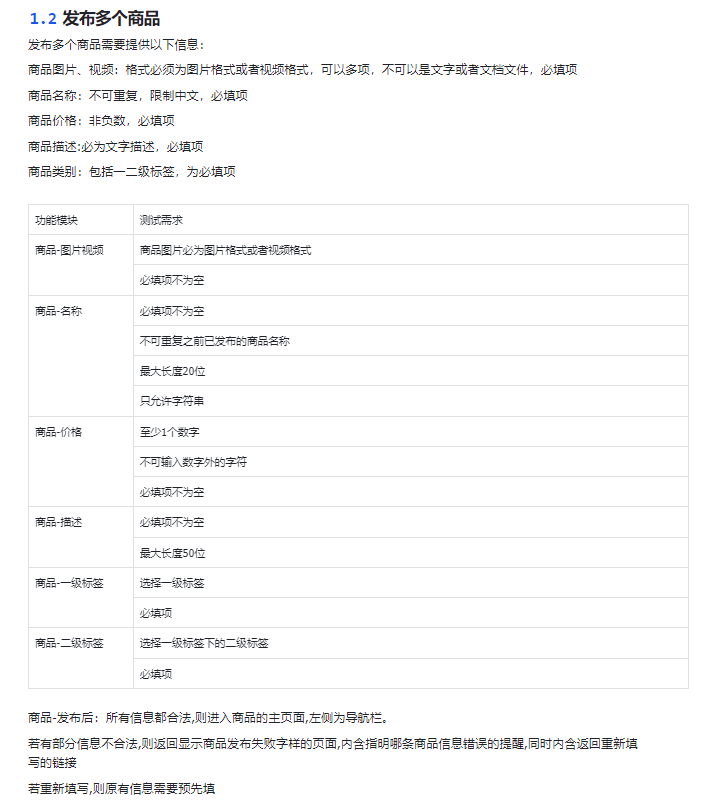 1.2 发布多个商品
发布多个商品需要提供以下信息：
商品图片、视频：格式必须为图片格式或者视频格式，可以多项，不可以是文字或者文档文件，必填项
商品名称：不可重复，限制中文，必填项
商品价格：非负数，必填项
商品描述:必为文字描述，必填项
商品类别：包括一二级标签，为必填项
功能模块 测试需求
商品-图片视频 商品图片必为图片格式或者视频格式
必填项不为空
商品-名称 必填项不为空
不可重复之前已发布的商品名称
最大长度20位
只允许字符串
商品-价格 至少1个数字
不可输入数字外的字符
必填项不为空
商品-描述 必填项不为空
最大长度50位
商品-一级标签 选择一级标签
必填项
商品-二级标签 选择一级标签下的二级标签
必填项
商品-发布后：所有信息都合法,则进入商品的主页面,左侧为导航栏。
若有部分信息不合法,则返回显示商品发布失败字样的页面,内含指明哪条商品信息错误的提醒,同时内含返回重新填
写的链接
若重新填写,则原有信息需要预先填